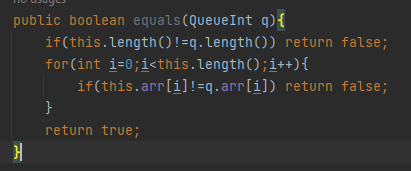 no usages
public boolean equals(QueueInt q){
if(this.length()!=q.length()) return false;
for(int i=0;i<this.length();i++){
if(this.arr[i]!=q.arr[i]) return false;
}
return true;
}